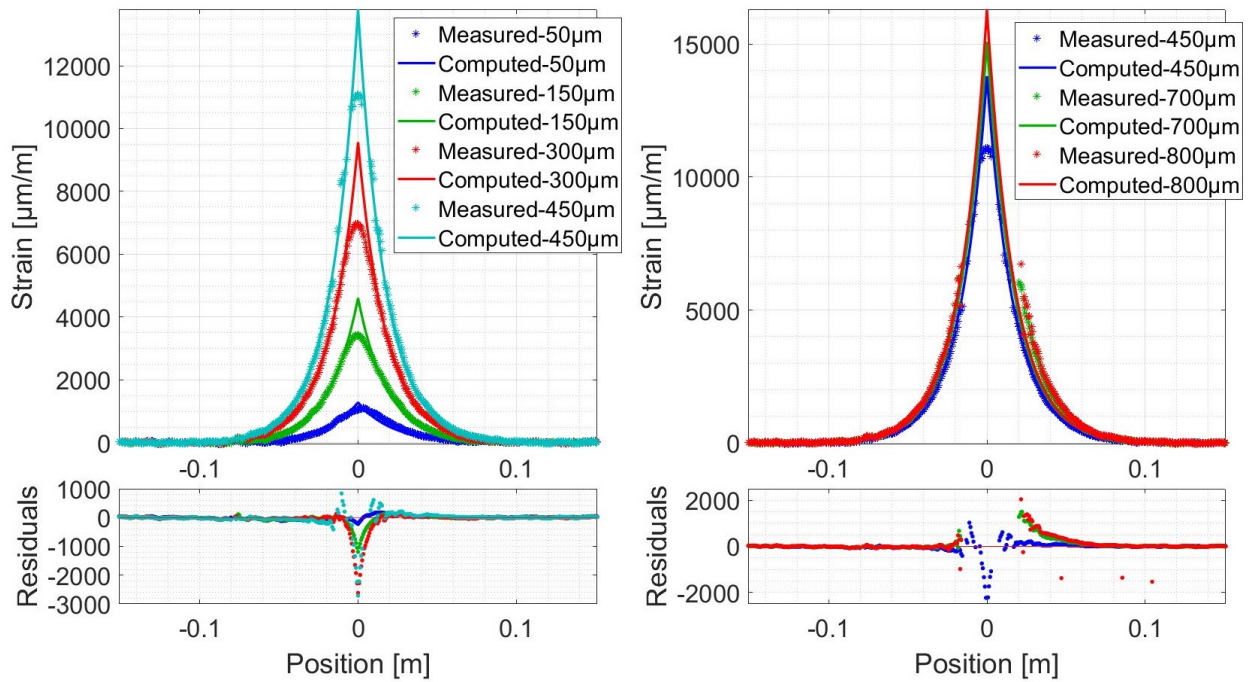 Strain [µm/m]
12000
10000
8000
6000
4000
2000
0
-0.1
0
0.1
Measured-50µm
Computed-50µm
Measured-150µm
Computed-150µm
Measured-300µm
Computed-300µm
Measured-450µm
Computed-450µm
Residuals
1000
0
-1000
-2000
-3000
-0.1
0
0.1
Position [m]
Strain [µm/m]
15000
10000
5000
0
-0.1
0
0.1
Measured-450µm
Computed-450µm
Measured-700µm
Computed-700µm
Measured-800µm
Computed-800µm
Residuals
2000
0
-2000
-0.1
0
0.1
Position [m]